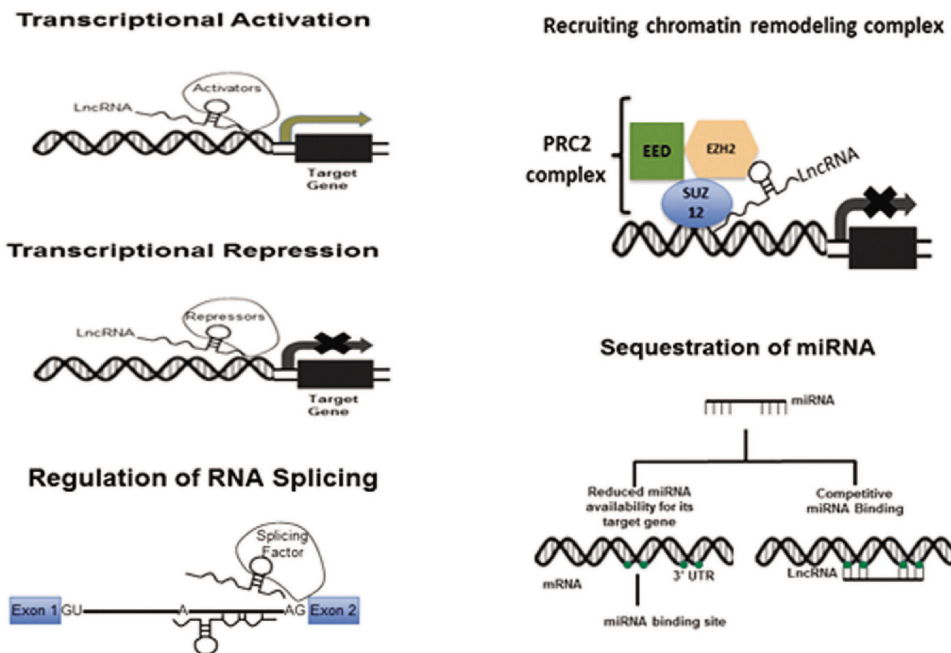 Transcriptional Activation
Activators
LncRNA
Target
Gene
Transcriptional Repression
Repressors
LncRNA
Target
Gene
Regulation of RNA Splicing
Splicing
Factor
Exon 1 GU
A
AG Exon 2
Recruiting chromatin remodeling complex
PRC2
complex
EED
EZH2
SUZ
12
LncRNA
Sequestration of miRNA
miRNA
Reduced miRNA
availability for its
target gene
Competitive
miRNA Binding
mRNA
3' UTR
LncRNA
miRNA binding site